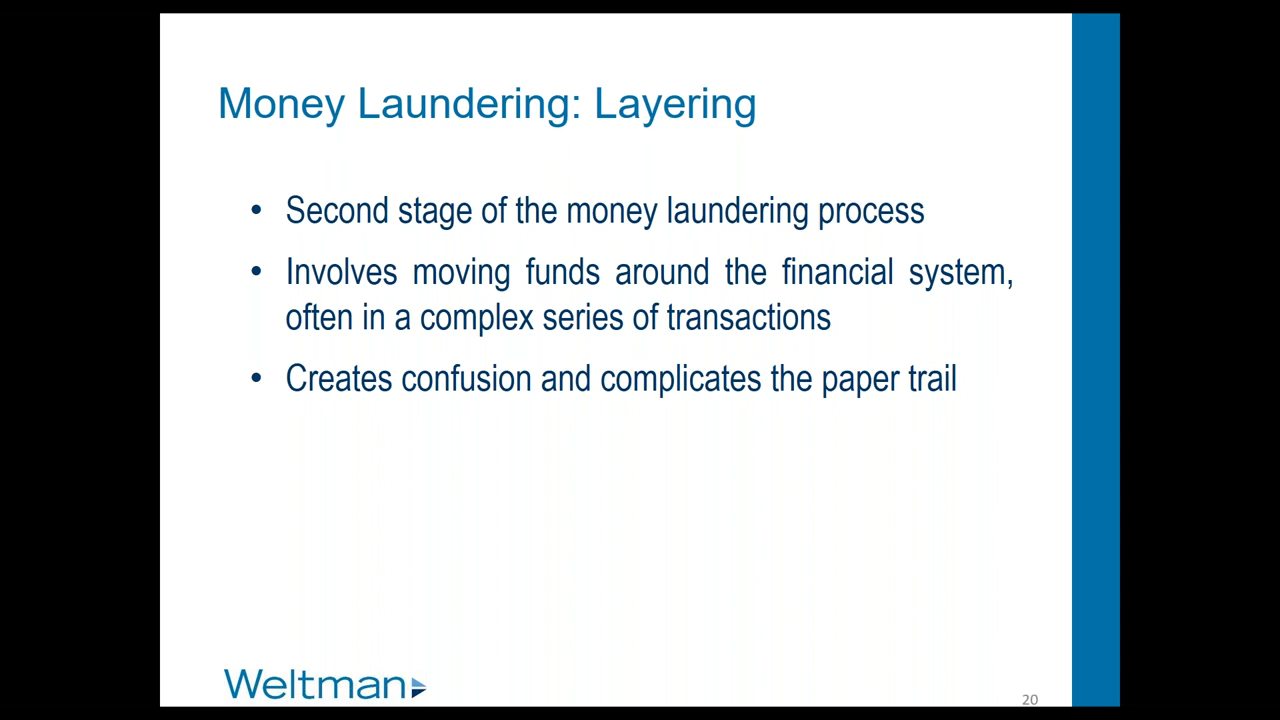 Money Laundering: Layering
• Second stage of the money laundering process
• Involves moving funds around the financial system,
often in a complex series of transactions
• Creates confusion and complicates the paper trail
Weltman
20